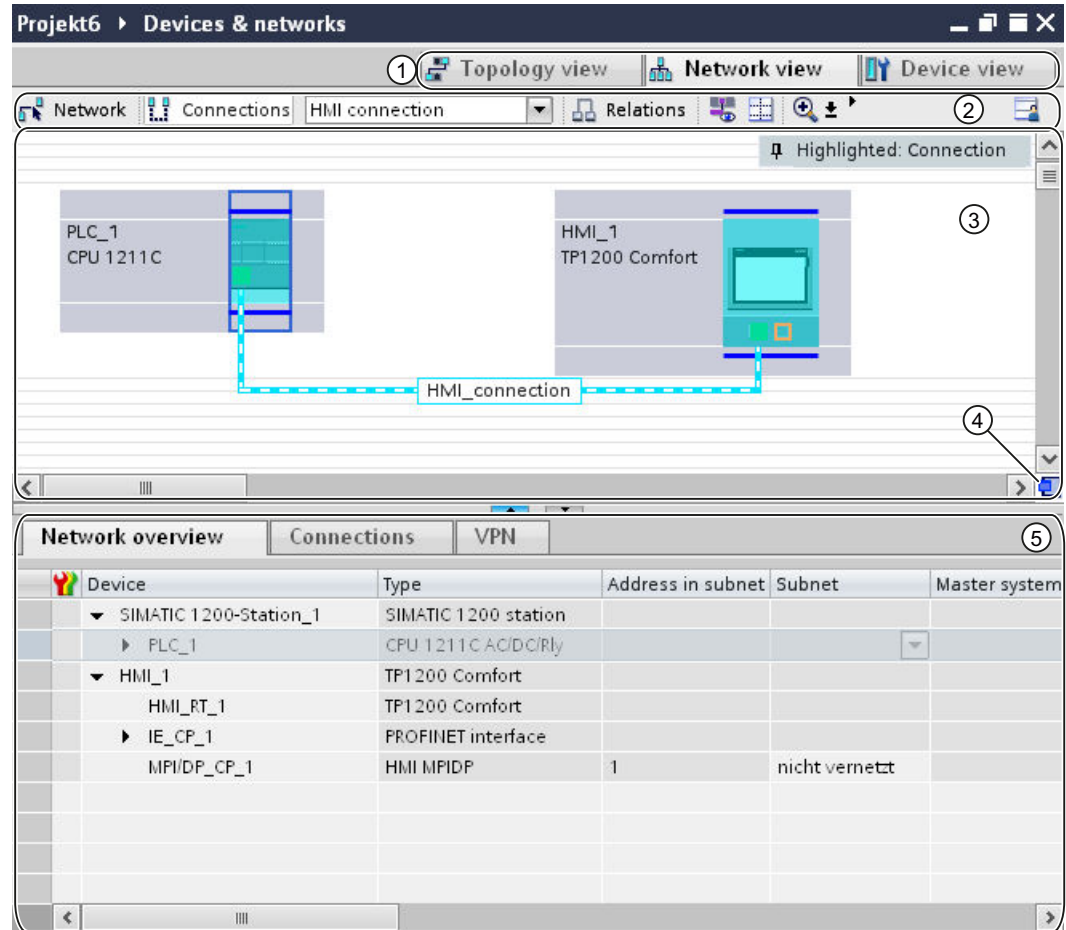 Projekt6 ▸ Devices & networks
① Topology view Network view Device view
Network Connections HMI connection Relations ②
Highlighted: Connection
③
PLC_1
CPU 1211C
HMI_1
TP1200 Comfort
HMI_connection
④
Network overview Connections VPN ⑤
Device Type Address in subnet Subnet Master system
SIMATIC 1200-Station_1 SIMATIC 1200 station
PLC_1 CPU 1211C AC/DC/Rly
HMI_1 TP1200 Comfort
HMI_RT_1 TP1200 Comfort
IE_CP_1 PROFINET interface
MPI/DP_CP_1 HMI MPIDP 1 nicht vernetzt